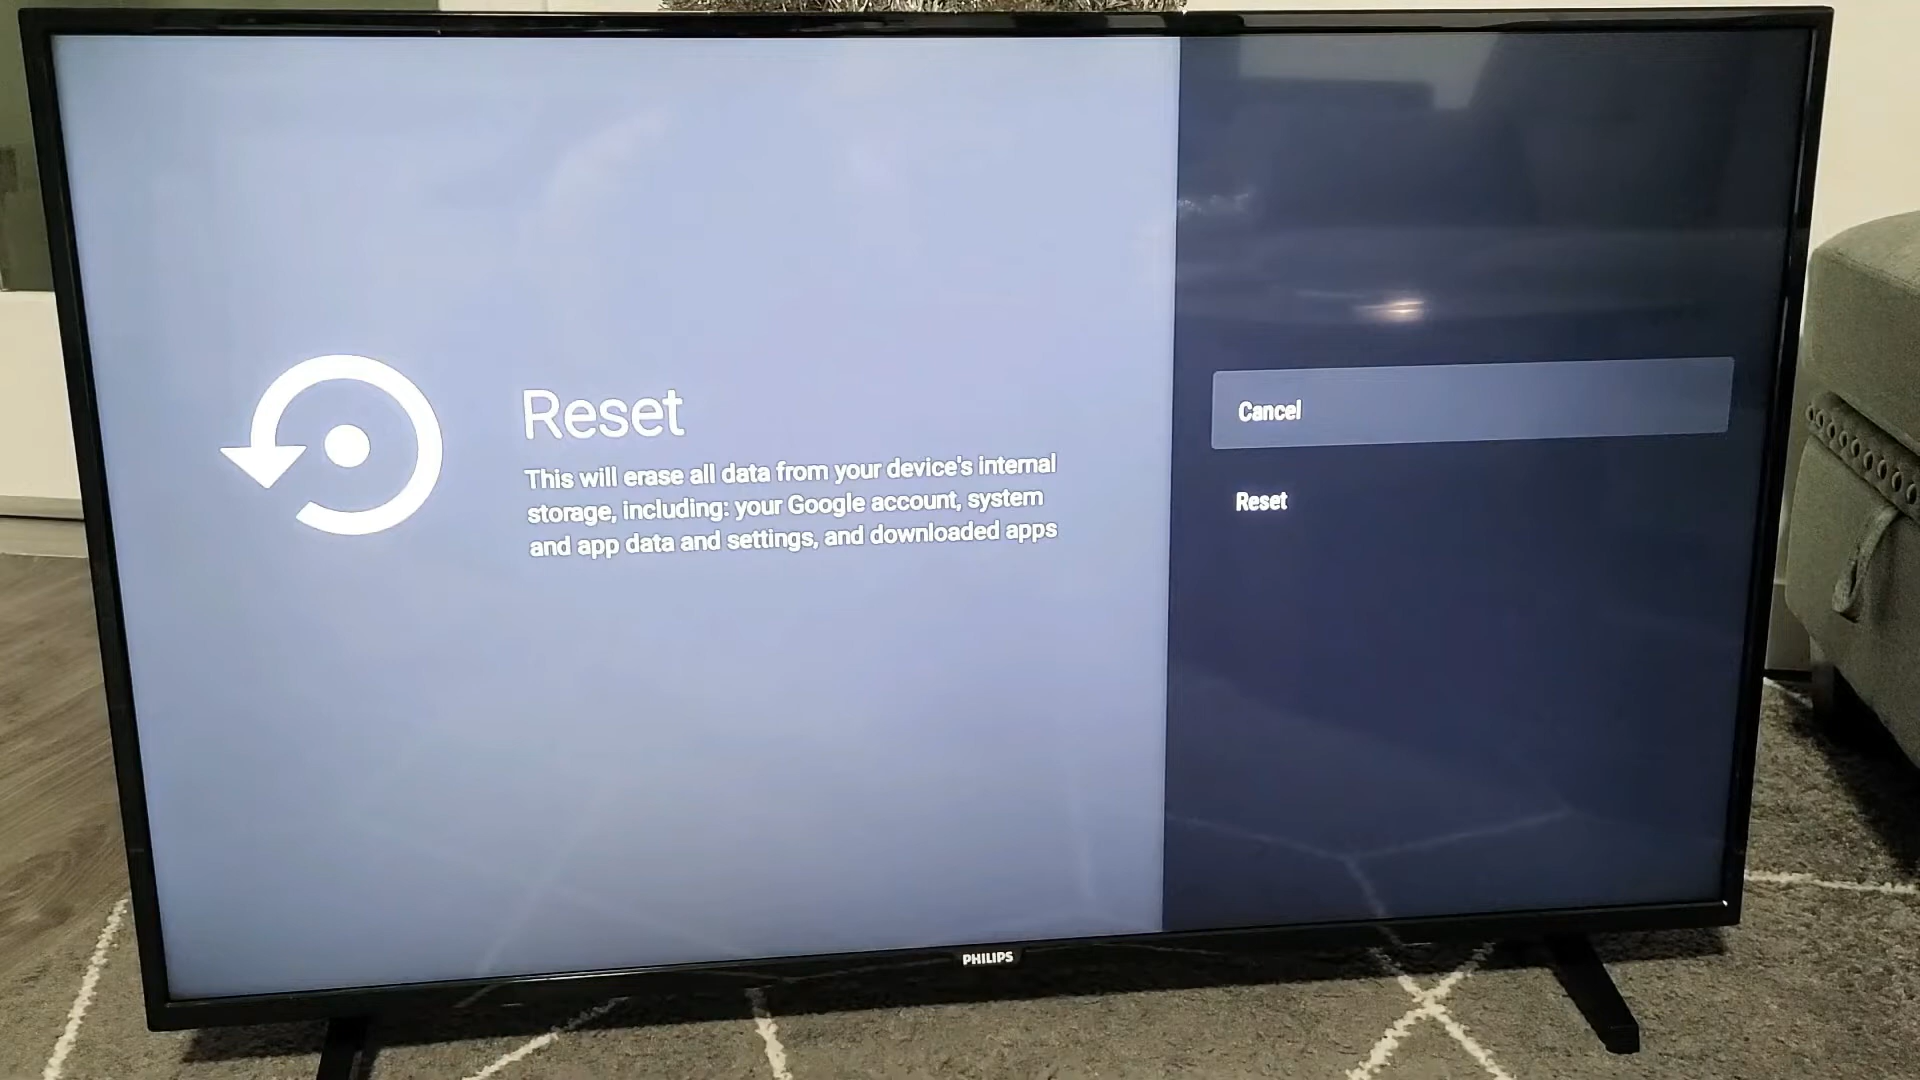 Reset
This will erase all data from your device's internal
storage, including: your Google account, system
and app data and settings, and downloaded apps
Cancel
Reset
PHILIPS